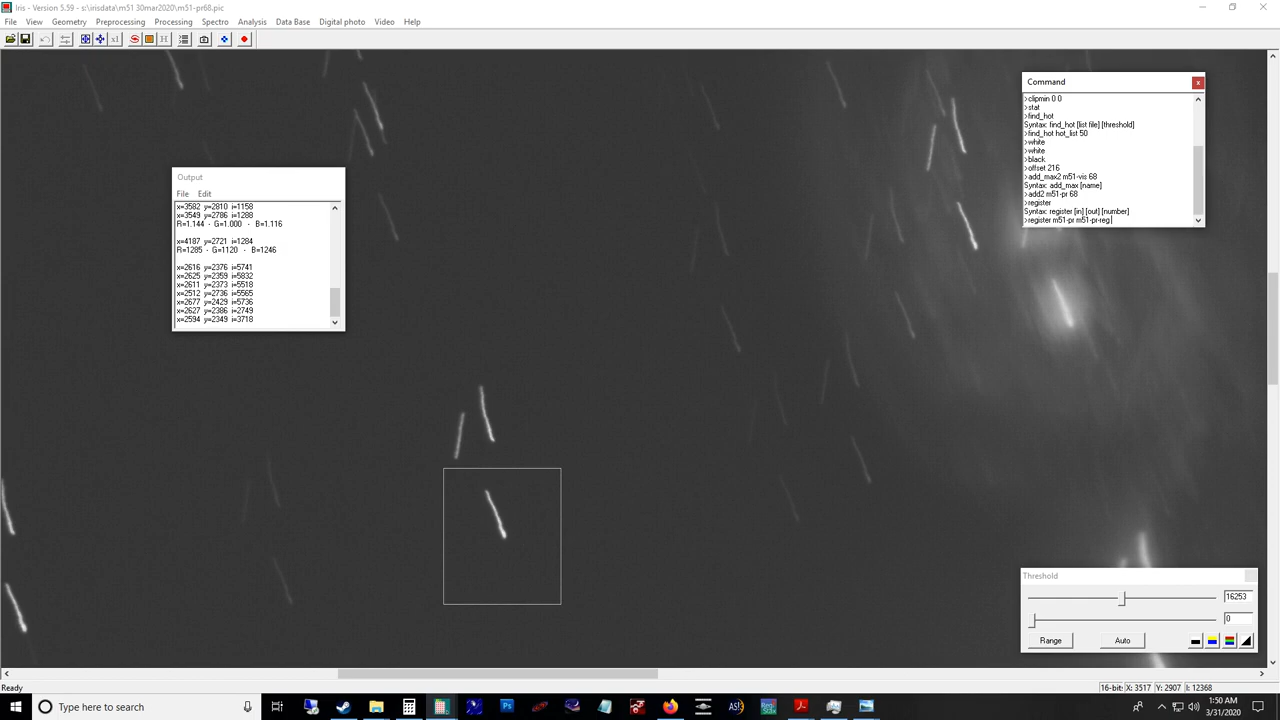 Iris - Version 5.59 - s:\irisdata\m51 30mar2020\m51-pr68.pic
File View Geometry Preprocessing Processing Spectro Analysis Data Base Digital photo Video Help
x1
Command
>clipmin 0 0
>stat
>find_hot
Syntax: find_hot [list file] [threshold]
>find_hot hot_list 50
>white
>white
>black
>offset 216
>add_max2 m51-vis 68
Syntax: add_max [name]
>add2 m51-pr 68
>register
Syntax: register [in] [out] [number]
>register m51-pr m51-pr-reg
Output
File Edit
x=3582 y=2810 i=1158
x=3549 y=2786 i=1288
R=1.144 - G=1.000 - B=1.116
x=4187 y=2721 i=1284
R=1285 - G=1120 - B=1246
x=2616 y=2376 i=5741
x=2625 y=2359 i=5832
x=2611 y=2373 i=5518
x=2512 y=2736 i=5565
x=2677 y=2429 i=5736
x=2627 y=2386 i=2749
x=2594 y=2349 i=3718
Threshold
16253
0
Range Auto
Ready
16-bit: X: 3517 Y: 2907 I: 12368
Type here to search
1:50 AM
3/31/2020